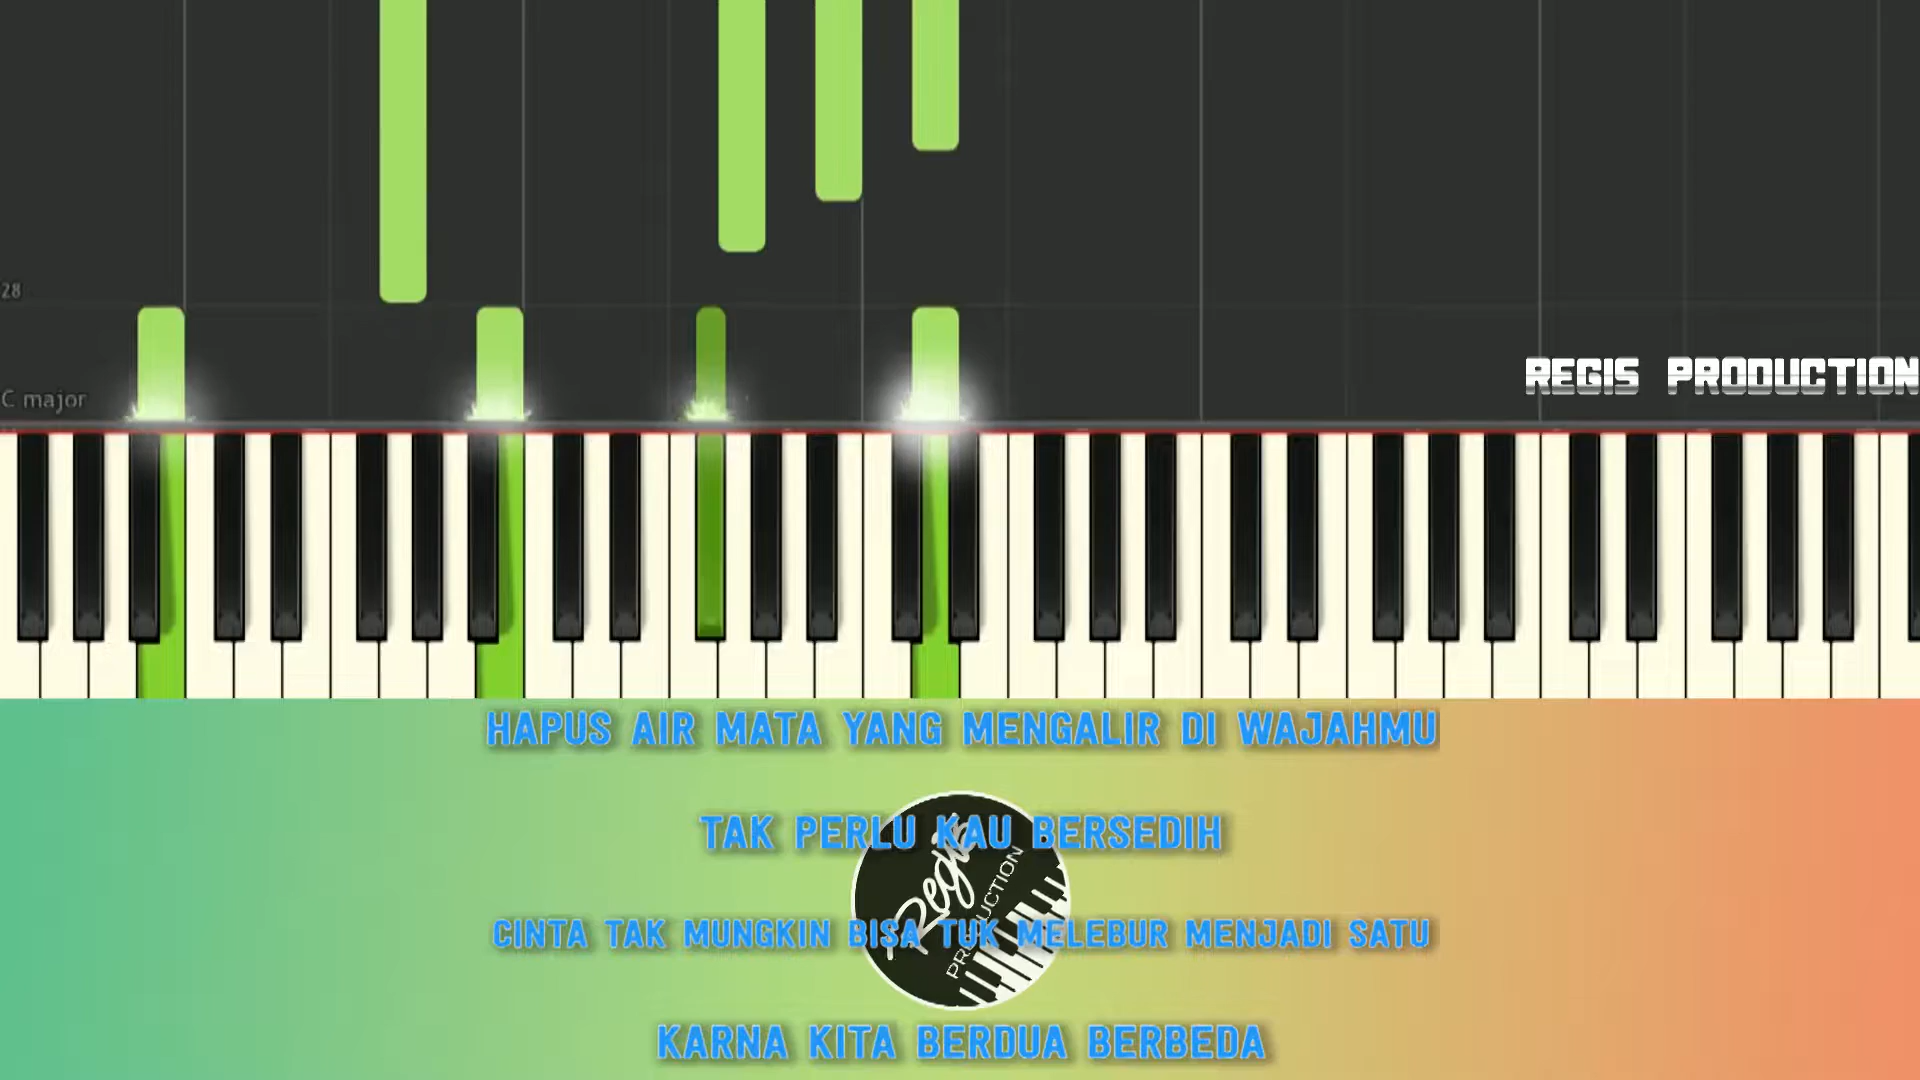 28
C major
REGIS PRODUCTION
HAPUS AIR MATA YANG MENGALIR DI WAJAHMU
TAK PERLU KAU BERSEDIH
Regis
PRODUCTION
CINTA TAK MUNGKIN BISA TUK MELEBUR MENJADI SATU
KARNA KITA BERDUA BERBEDA